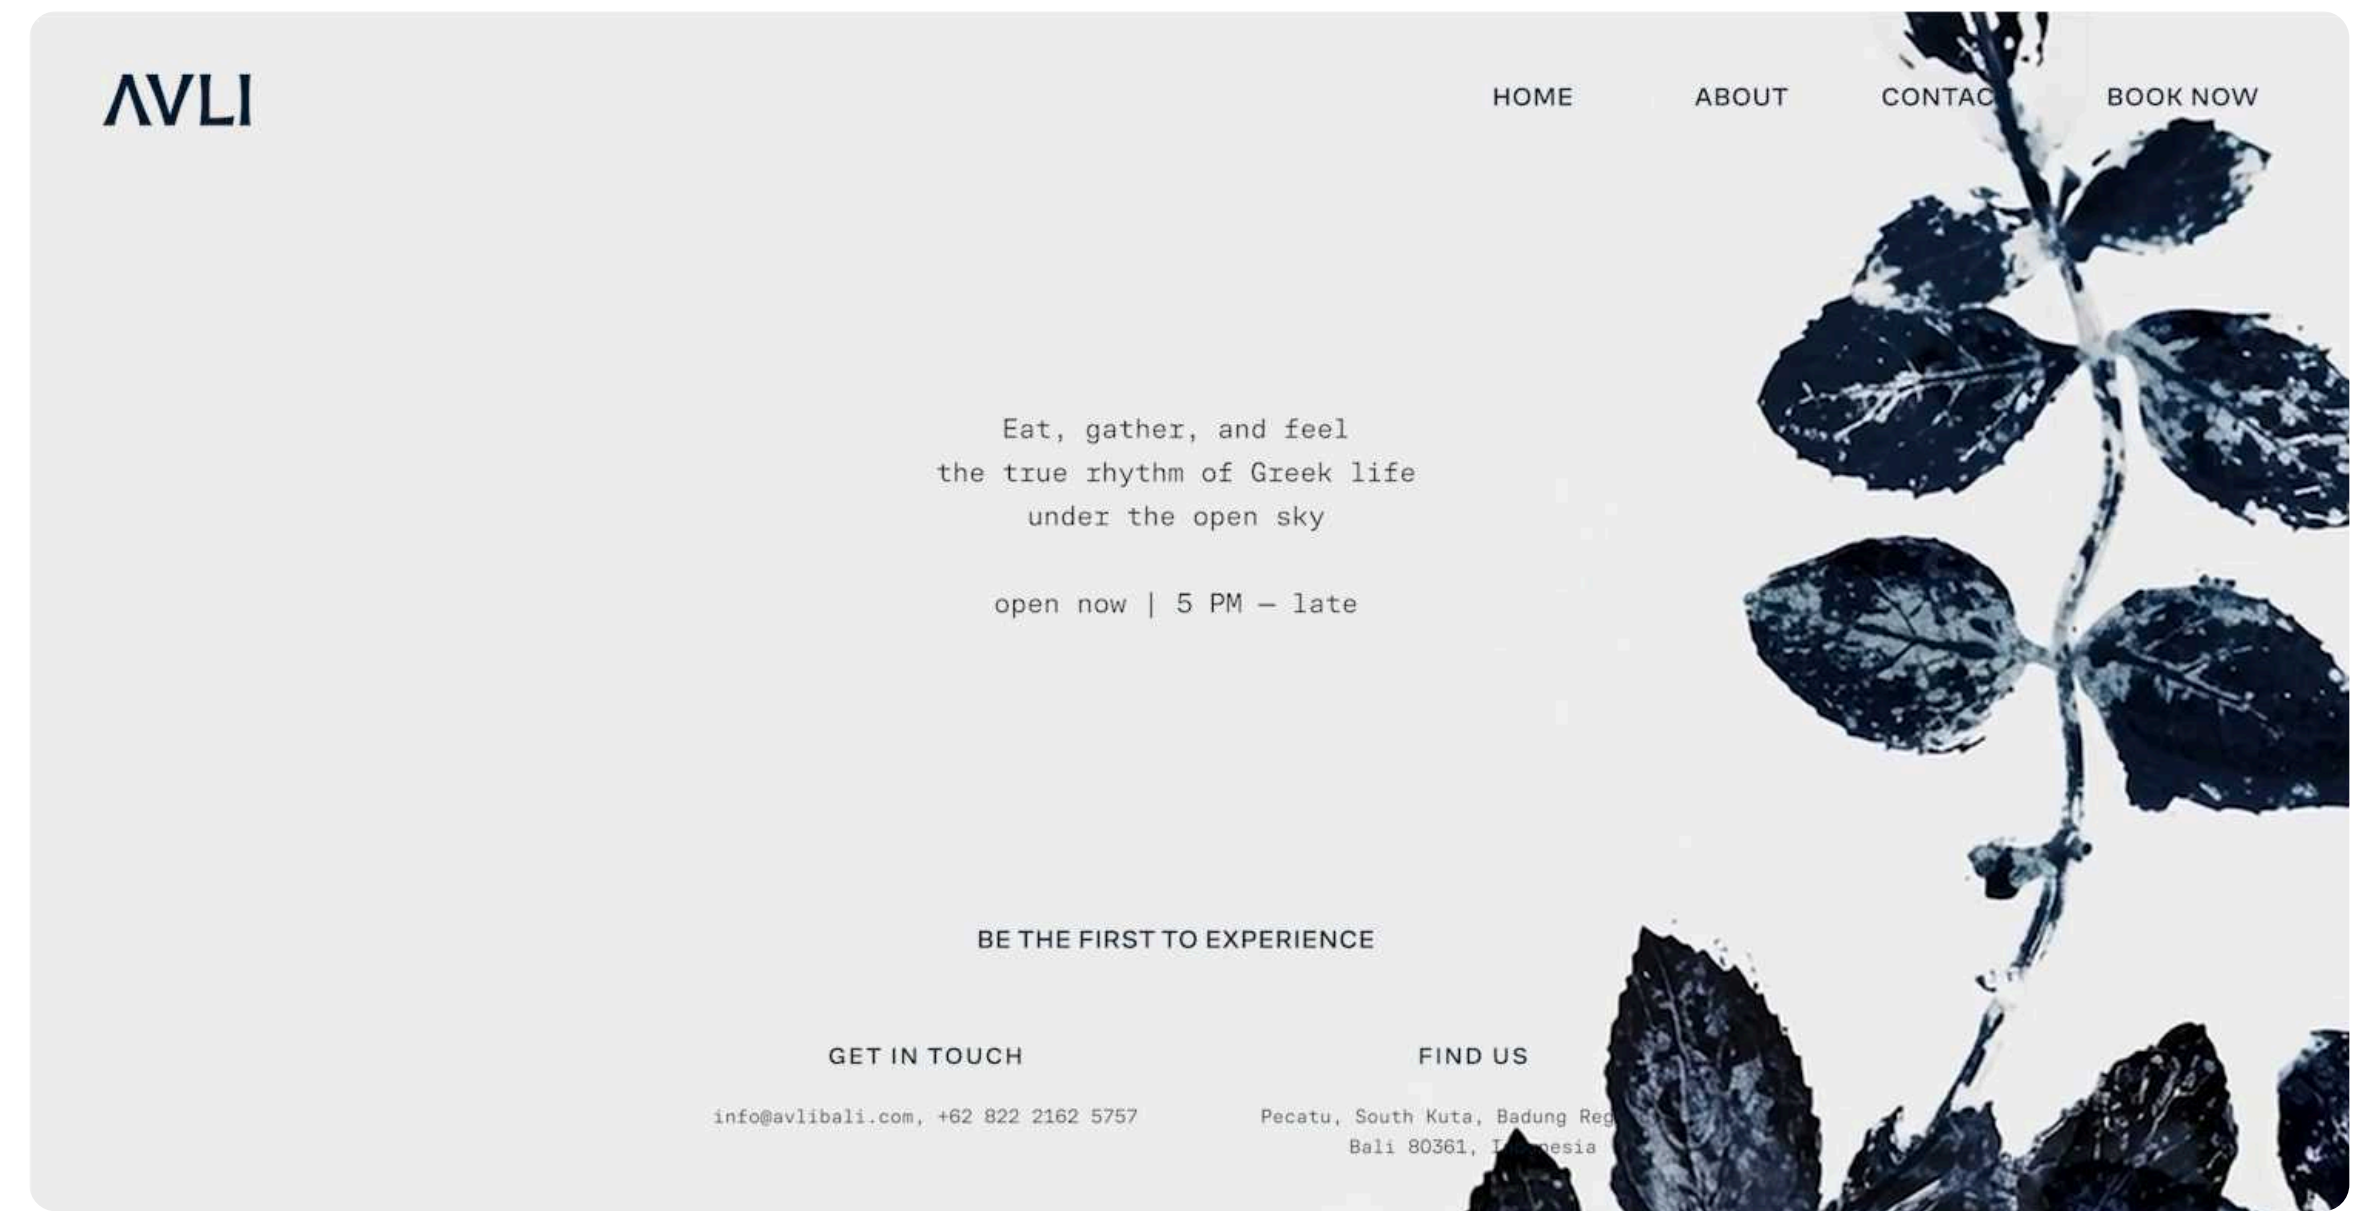 AVLI
HOME ABOUT CONTAC BOOK NOW
Eat, gather, and feel
the true rhythm of Greek life
under the open sky
open now | 5 PM — late
BE THE FIRST TO EXPERIENCE
GET IN TOUCH
info@avlibali.com, +62 822 2162 5757
FIND US
Pecatu, South Kuta, Badung Reg
Bali 80361,